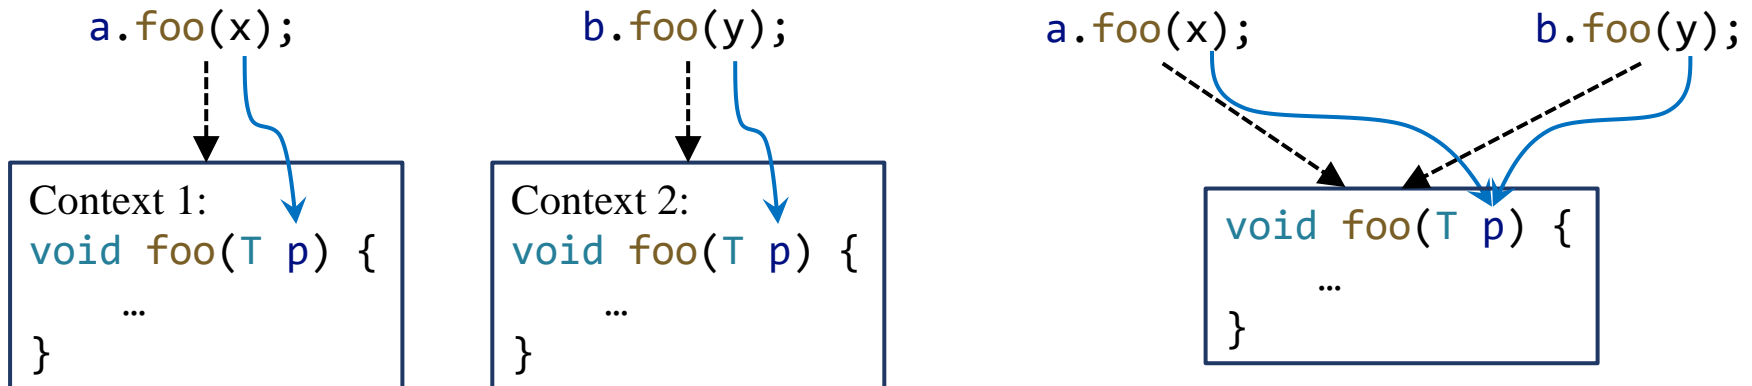 a.foo(x);
b.foo(y);
a.foo(x);
b.foo(y);
Context 1:
void foo(T p) {
…
}
Context 2:
void foo(T p) {
…
}
void foo(T p) {
…
}